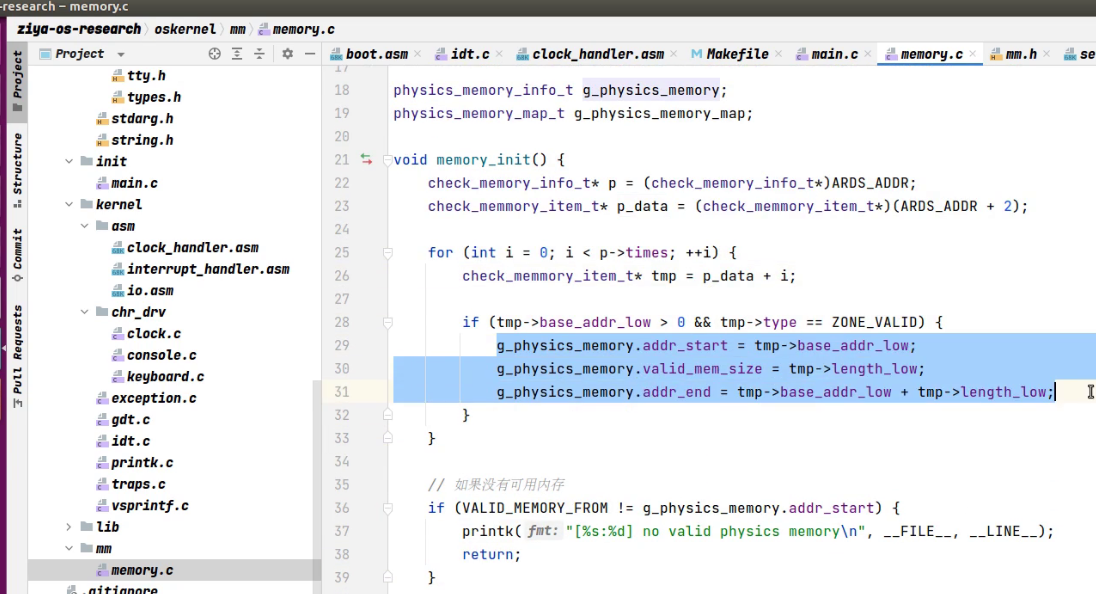 -research – memory.c
ziya-os-research oskernel mm memory.c
Project
boot.asm idt.c clock_handler.asm Makefile main.c memory.c mm.h
Project
Structure
Commit
Pull Requests
tty.h
types.h
stdarg.h
string.h
init
main.c
kernel
asm
clock_handler.asm
interrupt_handler.asm
io.asm
chr_drv
clock.c
console.c
keyboard.c
exception.c
gdt.c
idt.c
printk.c
traps.c
vsprintf.c
lib
mm
memory.c
.gitignore
17
18 physics_memory_info_t g_physics_memory;
19 physics_memory_map_t g_physics_memory_map;
20
21 void memory_init() {
22 check_memory_info_t* p = (check_memory_info_t*)ARDS_ADDR;
23 check_memmory_item_t* p_data = (check_memmory_item_t*)(ARDS_ADDR + 2);
24
25 for (int i = 0; i < p->times; ++i) {
26 check_memmory_item_t* tmp = p_data + i;
27
28 if (tmp->base_addr_low > 0 && tmp->type == ZONE_VALID) {
29 g_physics_memory.addr_start = tmp->base_addr_low;
30 g_physics_memory.valid_mem_size = tmp->length_low;
31 g_physics_memory.addr_end = tmp->base_addr_low + tmp->length_low;
32 }
33 }
34
35 // 如果没有可用内存
36 if (VALID_MEMORY_FROM != g_physics_memory.addr_start) {
37 printk( fmt: "[%s:%d] no valid physics memory\n", __FILE__, __LINE__);
38 return;
39 }